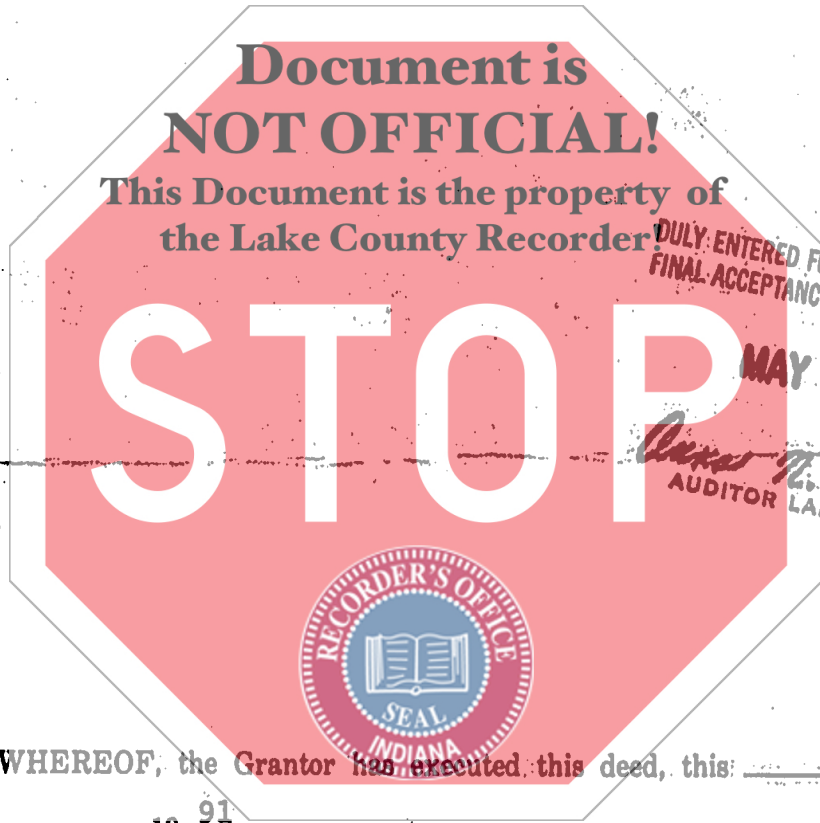 Document is
NOT OFFICIAL!
This Document is the property of
the Lake County Recorder!
DULY ENTERED F
FINAL ACCEPTANC
STOP
MAY
AUDITOR LA
RECORDER'S OFFICE
SEAL
INDIANA
WHEREOF, the Grantor has executed this deed, this
91